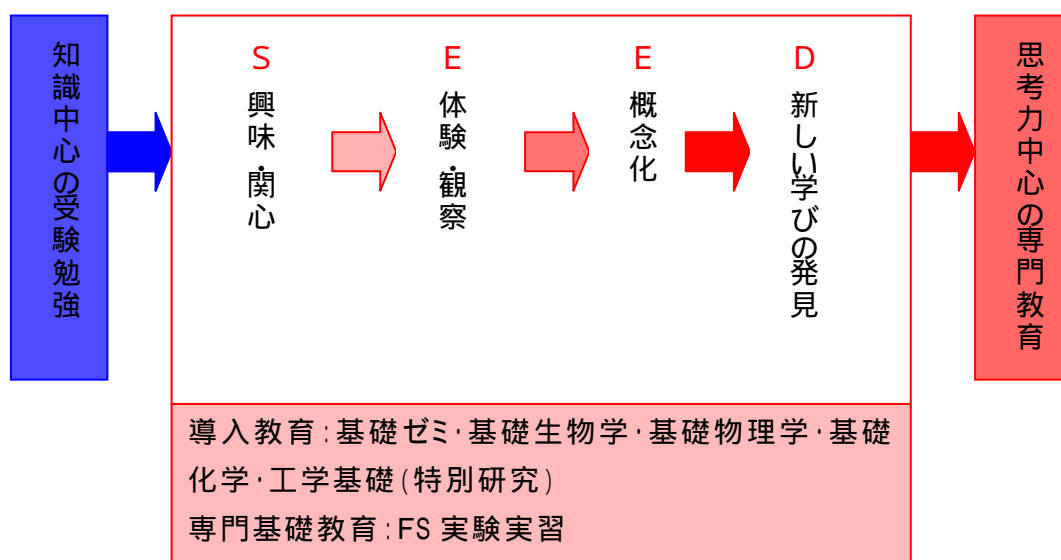 知識中心の受験勉強
S
興味・関心
E
体験・観察
E
概念化
D
新しい学びの発見
思考力中心の専門教育
導入教育:基礎ゼミ・基礎生物学・基礎物理学・基礎
化学・工学基礎(特別研究)
専門基礎教育:FS 実験実習